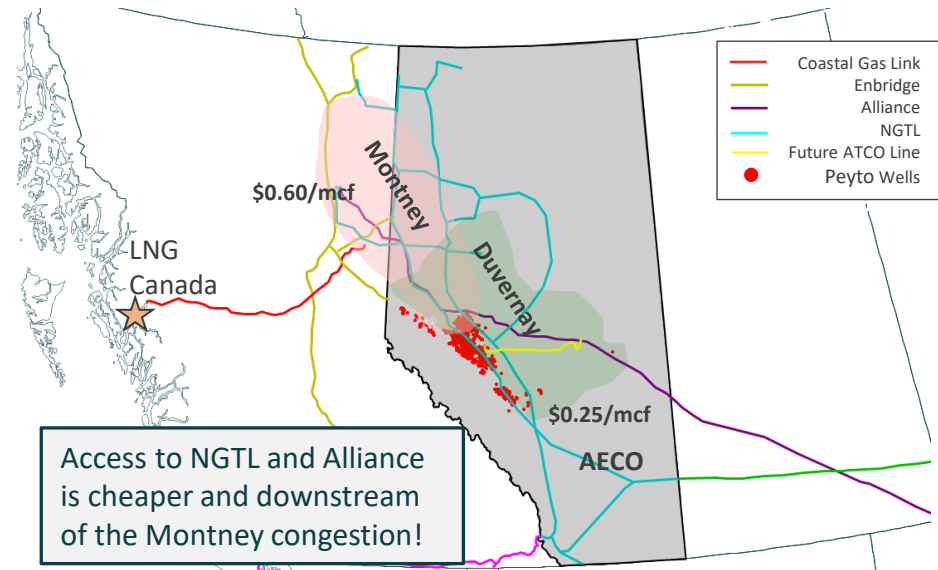 Coastal Gas Link
Enbridge
Alliance
NGTL
Future ATCO Line
Peyto Wells
Montney
$0.60/mcf
Duvernay
LNG
Canada
$0.25/mcf
AECO
Access to NGTL and Alliance
is cheaper and downstream
of the Montney congestion!